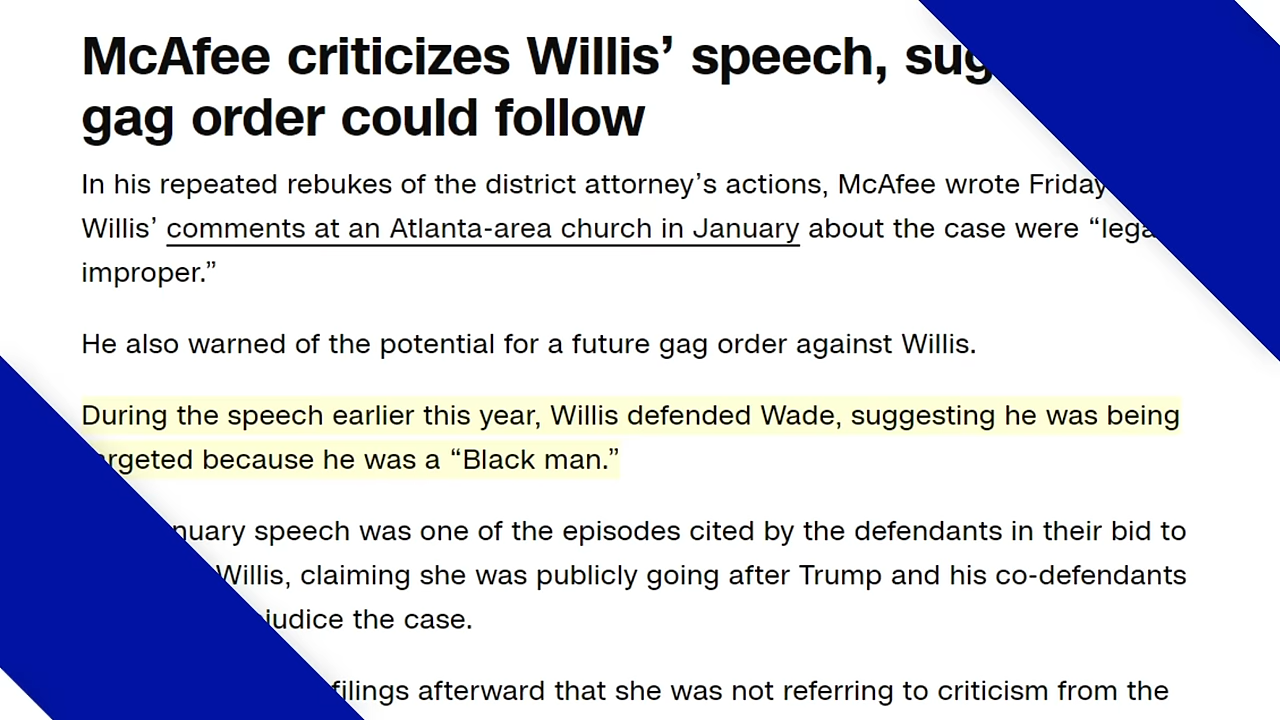 McAfee criticizes Willis’ speech,
gag order could follow
In his repeated rebukes of the district attorney’s actions, McAfee wrote Friday
Willis’ comments at an Atlanta-area church in January about the case were
improper.”
He also warned of the potential for a future gag order against Willis.
During the speech earlier this year, Willis defended Wade, suggesting he was being
because he was a “Black man.”
speech was one of the episodes cited by the defendants in their bid to
Willis, claiming she was publicly going after Trump and his co-defendants
the case.
filings afterward that she was not referring to criticism from the